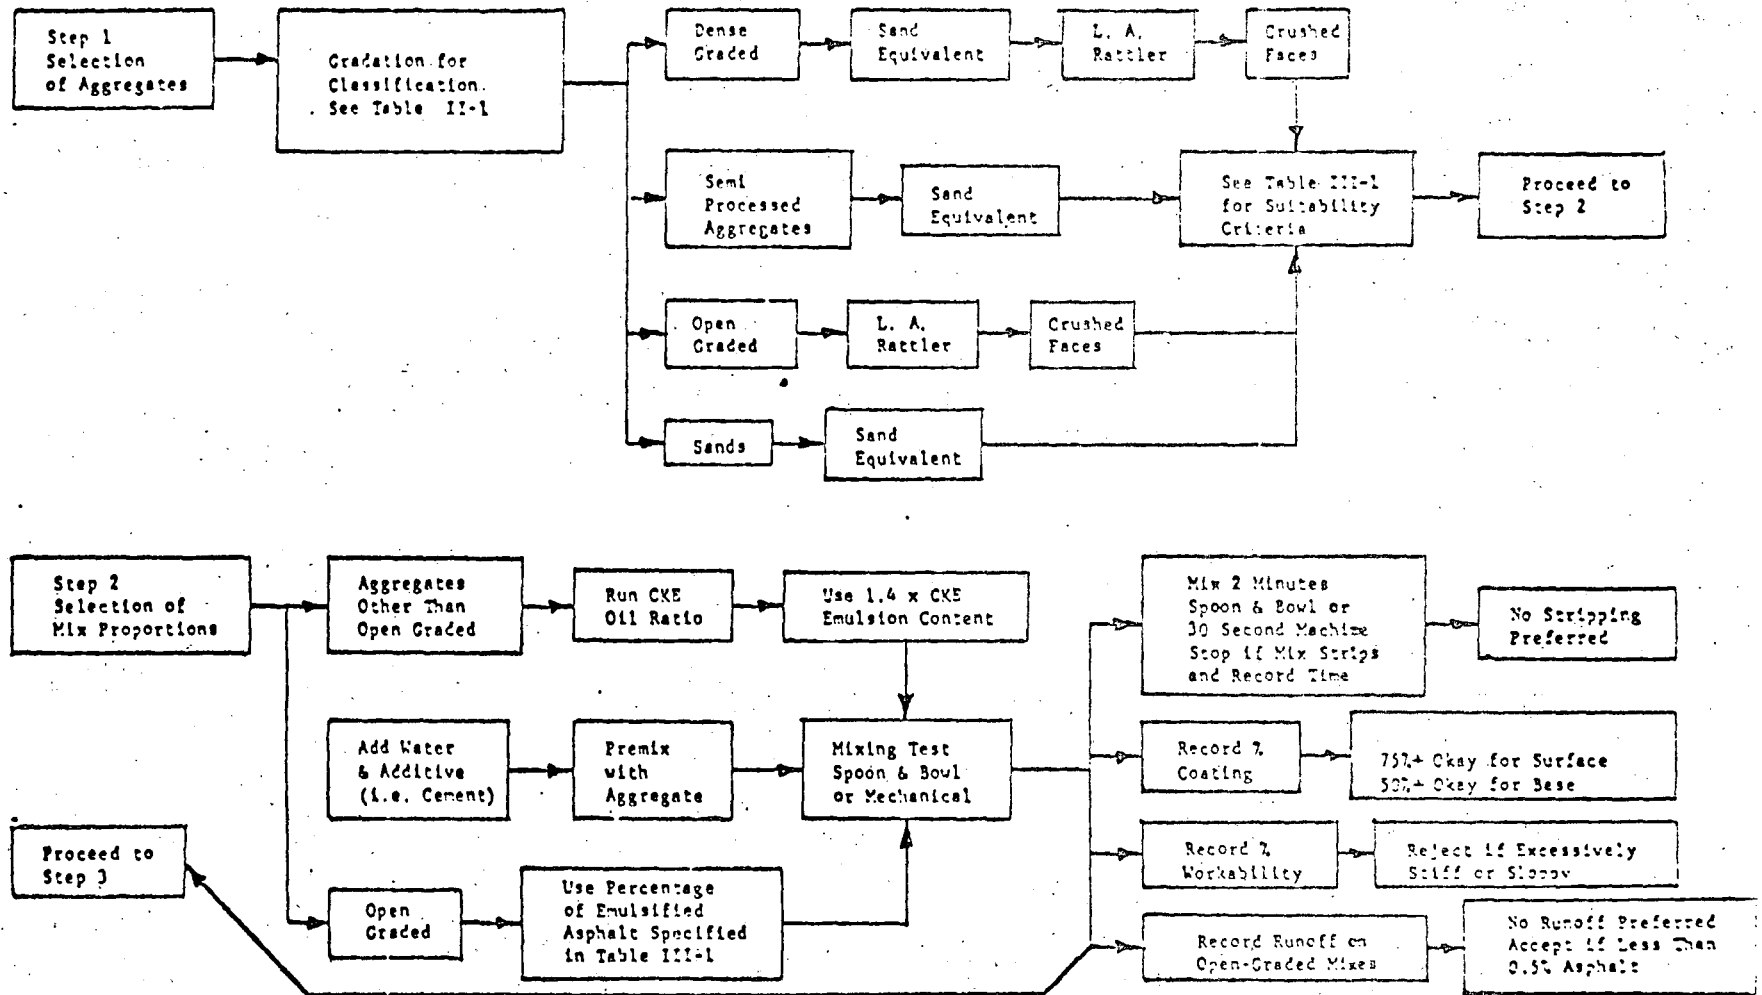 Step 1
Selection
of Aggregates
Gradation for
Classification.
See Table II-1
Dense
Graded
Sand
Equivalent
L. A.
Rattler
Crushed
Faces
Semi
Processed
Aggregates
Sand
Equivalent
See Table III-1
for Suitability
Criteria
Proceed to
Step 2
Open
Graded
L. A.
Rattler
Crushed
Faces
Sands
Sand
Equivalent
Step 2
Selection of
Mix Proportions
Aggregates
Other Than
Open Graded
Run CKE
Oil Ratio
Use 1.4 x CKE
Emulsion Content
Mix 2 Minutes
Spoon & Bowl or
30 Second Machine
Stop if Mix Strips
and Record Time
No Stripping
Preferred
Add Water
& Additive
(i.e. Cement)
Premix
with
Aggregate
Mixing Test
Spoon & Bowl
or Mechanical
Record %
Coating
75%+ Okay for Surface
50%+ Okay for Base
Proceed to
Step 3
Record %
Workability
Reject if Excessively
Stiff or Sloppy
Open
Graded
Use Percentage
of Emulsified
Asphalt Specified
in Table III-1
Record Runoff on
Open-Graded Mixes
No Runoff Preferred
Accept if Less Than
0.5% Asphalt